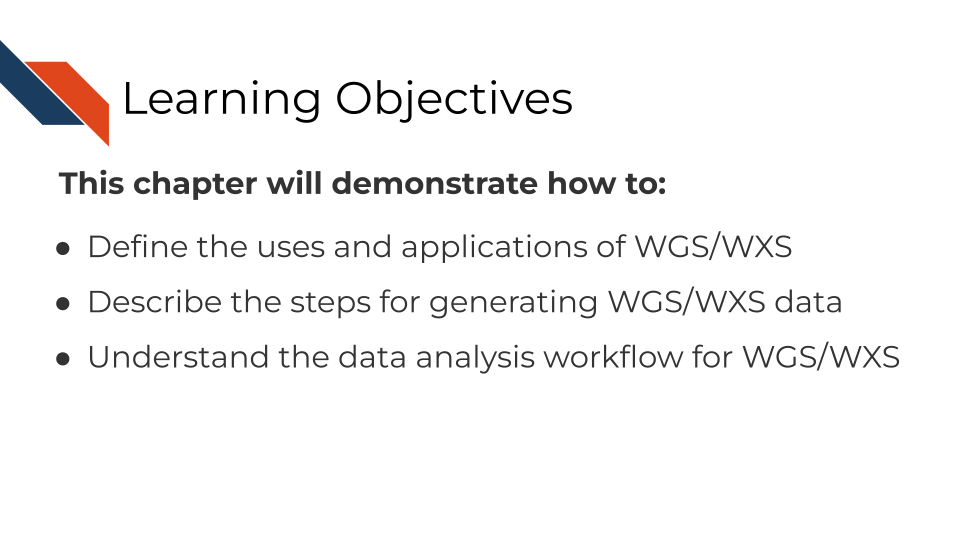 Learning Objectives
This chapter will demonstrate how to:
● Define the uses and applications of WGS/WXS
● Describe the steps for generating WGS/WXS data
● Understand the data analysis workflow for WGS/WXS